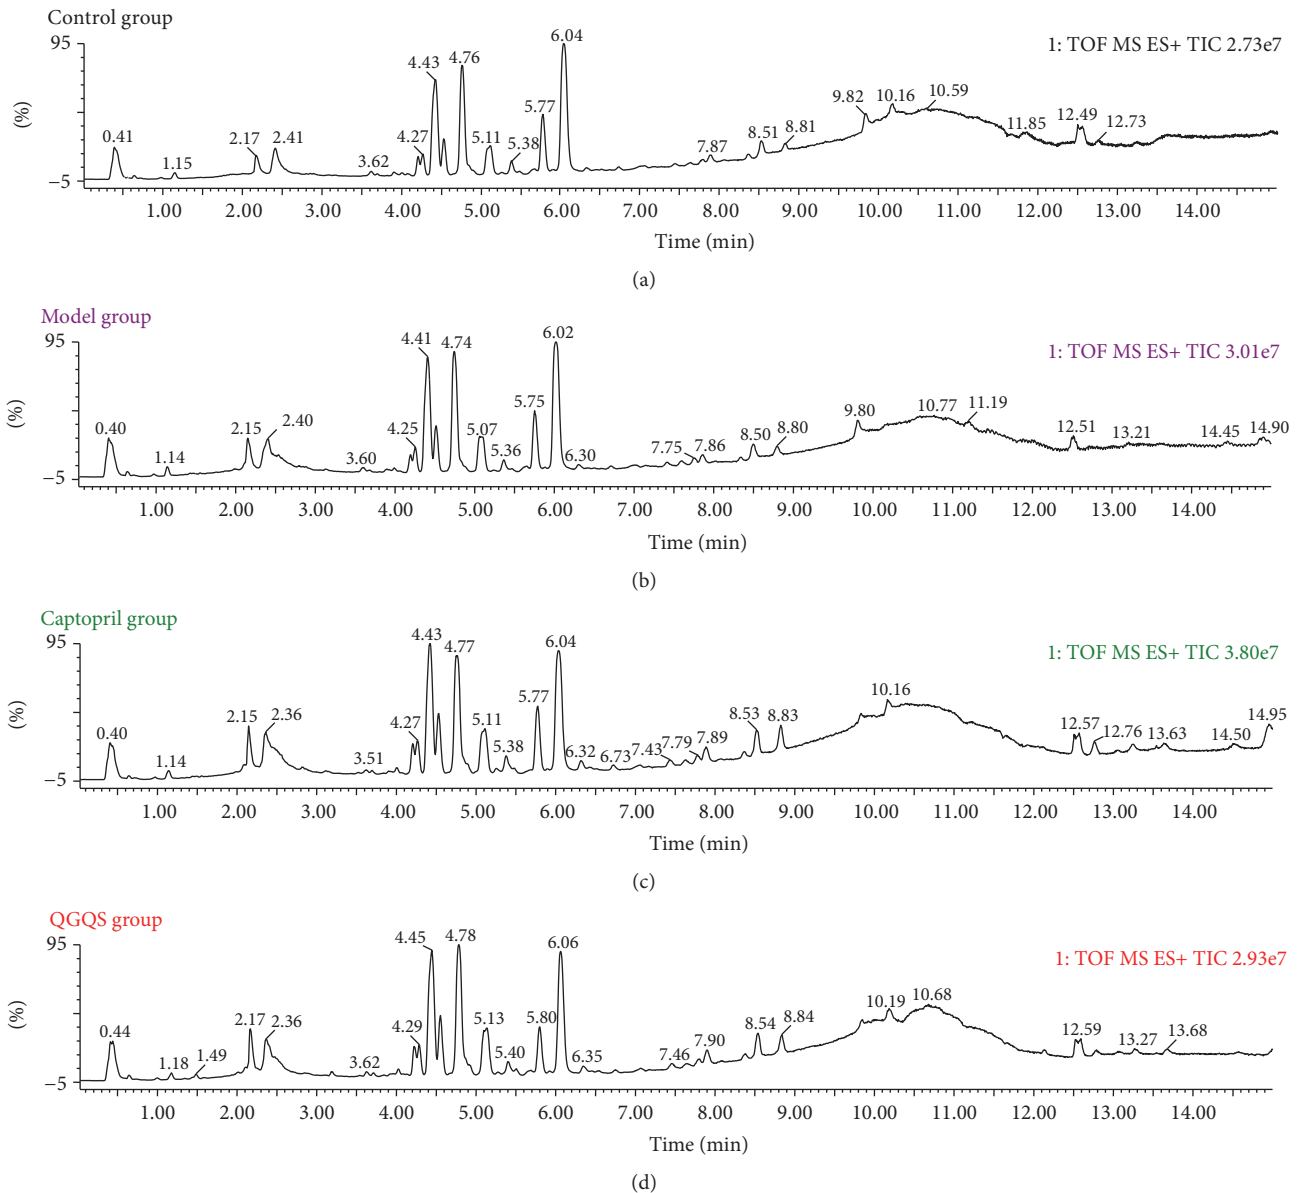 Control group
1: TOF MS ES+ TIC 2.73e7
95
(%)
−5
0.41 1.15 2.17 2.41 3.62 4.27 4.43 4.76 5.11 5.38 5.77 6.04 7.87 8.51 8.81 9.82 10.16 10.59 11.85 12.49 12.73
1.00 2.00 3.00 4.00 5.00 6.00 7.00 8.00 9.00 10.00 11.00 12.00 13.00 14.00
Time (min)
(a)
Model group
1: TOF MS ES+ TIC 3.01e7
95
(%)
−5
0.40 1.14 2.15 2.40 3.60 4.25 4.41 4.74 5.07 5.36 5.75 6.02 6.30 7.75 7.86 8.50 8.80 9.80 10.77 11.19 12.51 13.21 14.45 14.90
1.00 2.00 3.00 4.00 5.00 6.00 7.00 8.00 9.00 10.00 11.00 12.00 13.00 14.00
Time (min)
(b)
Captopril group
1: TOF MS ES+ TIC 3.80e7
95
(%)
−5
0.40 1.14 2.15 2.36 3.51 4.27 4.43 4.77 5.11 5.38 5.77 6.04 6.32 6.73 7.43 7.79 7.89 8.53 8.83 10.16 12.57 12.76 13.63 14.50 14.95
1.00 2.00 3.00 4.00 5.00 6.00 7.00 8.00 9.00 10.00 11.00 12.00 13.00 14.00
Time (min)
(c)
QGQS group
1: TOF MS ES+ TIC 2.93e7
95
(%)
−5
0.44 1.18 1.49 2.17 2.36 3.62 4.29 4.45 4.78 5.13 5.40 5.80 6.06 6.35 7.46 7.90 8.54 8.84 10.19 10.68 12.59 13.27 13.68
1.00 2.00 3.00 4.00 5.00 6.00 7.00 8.00 9.00 10.00 11.00 12.00 13.00 14.00
Time (min)
(d)